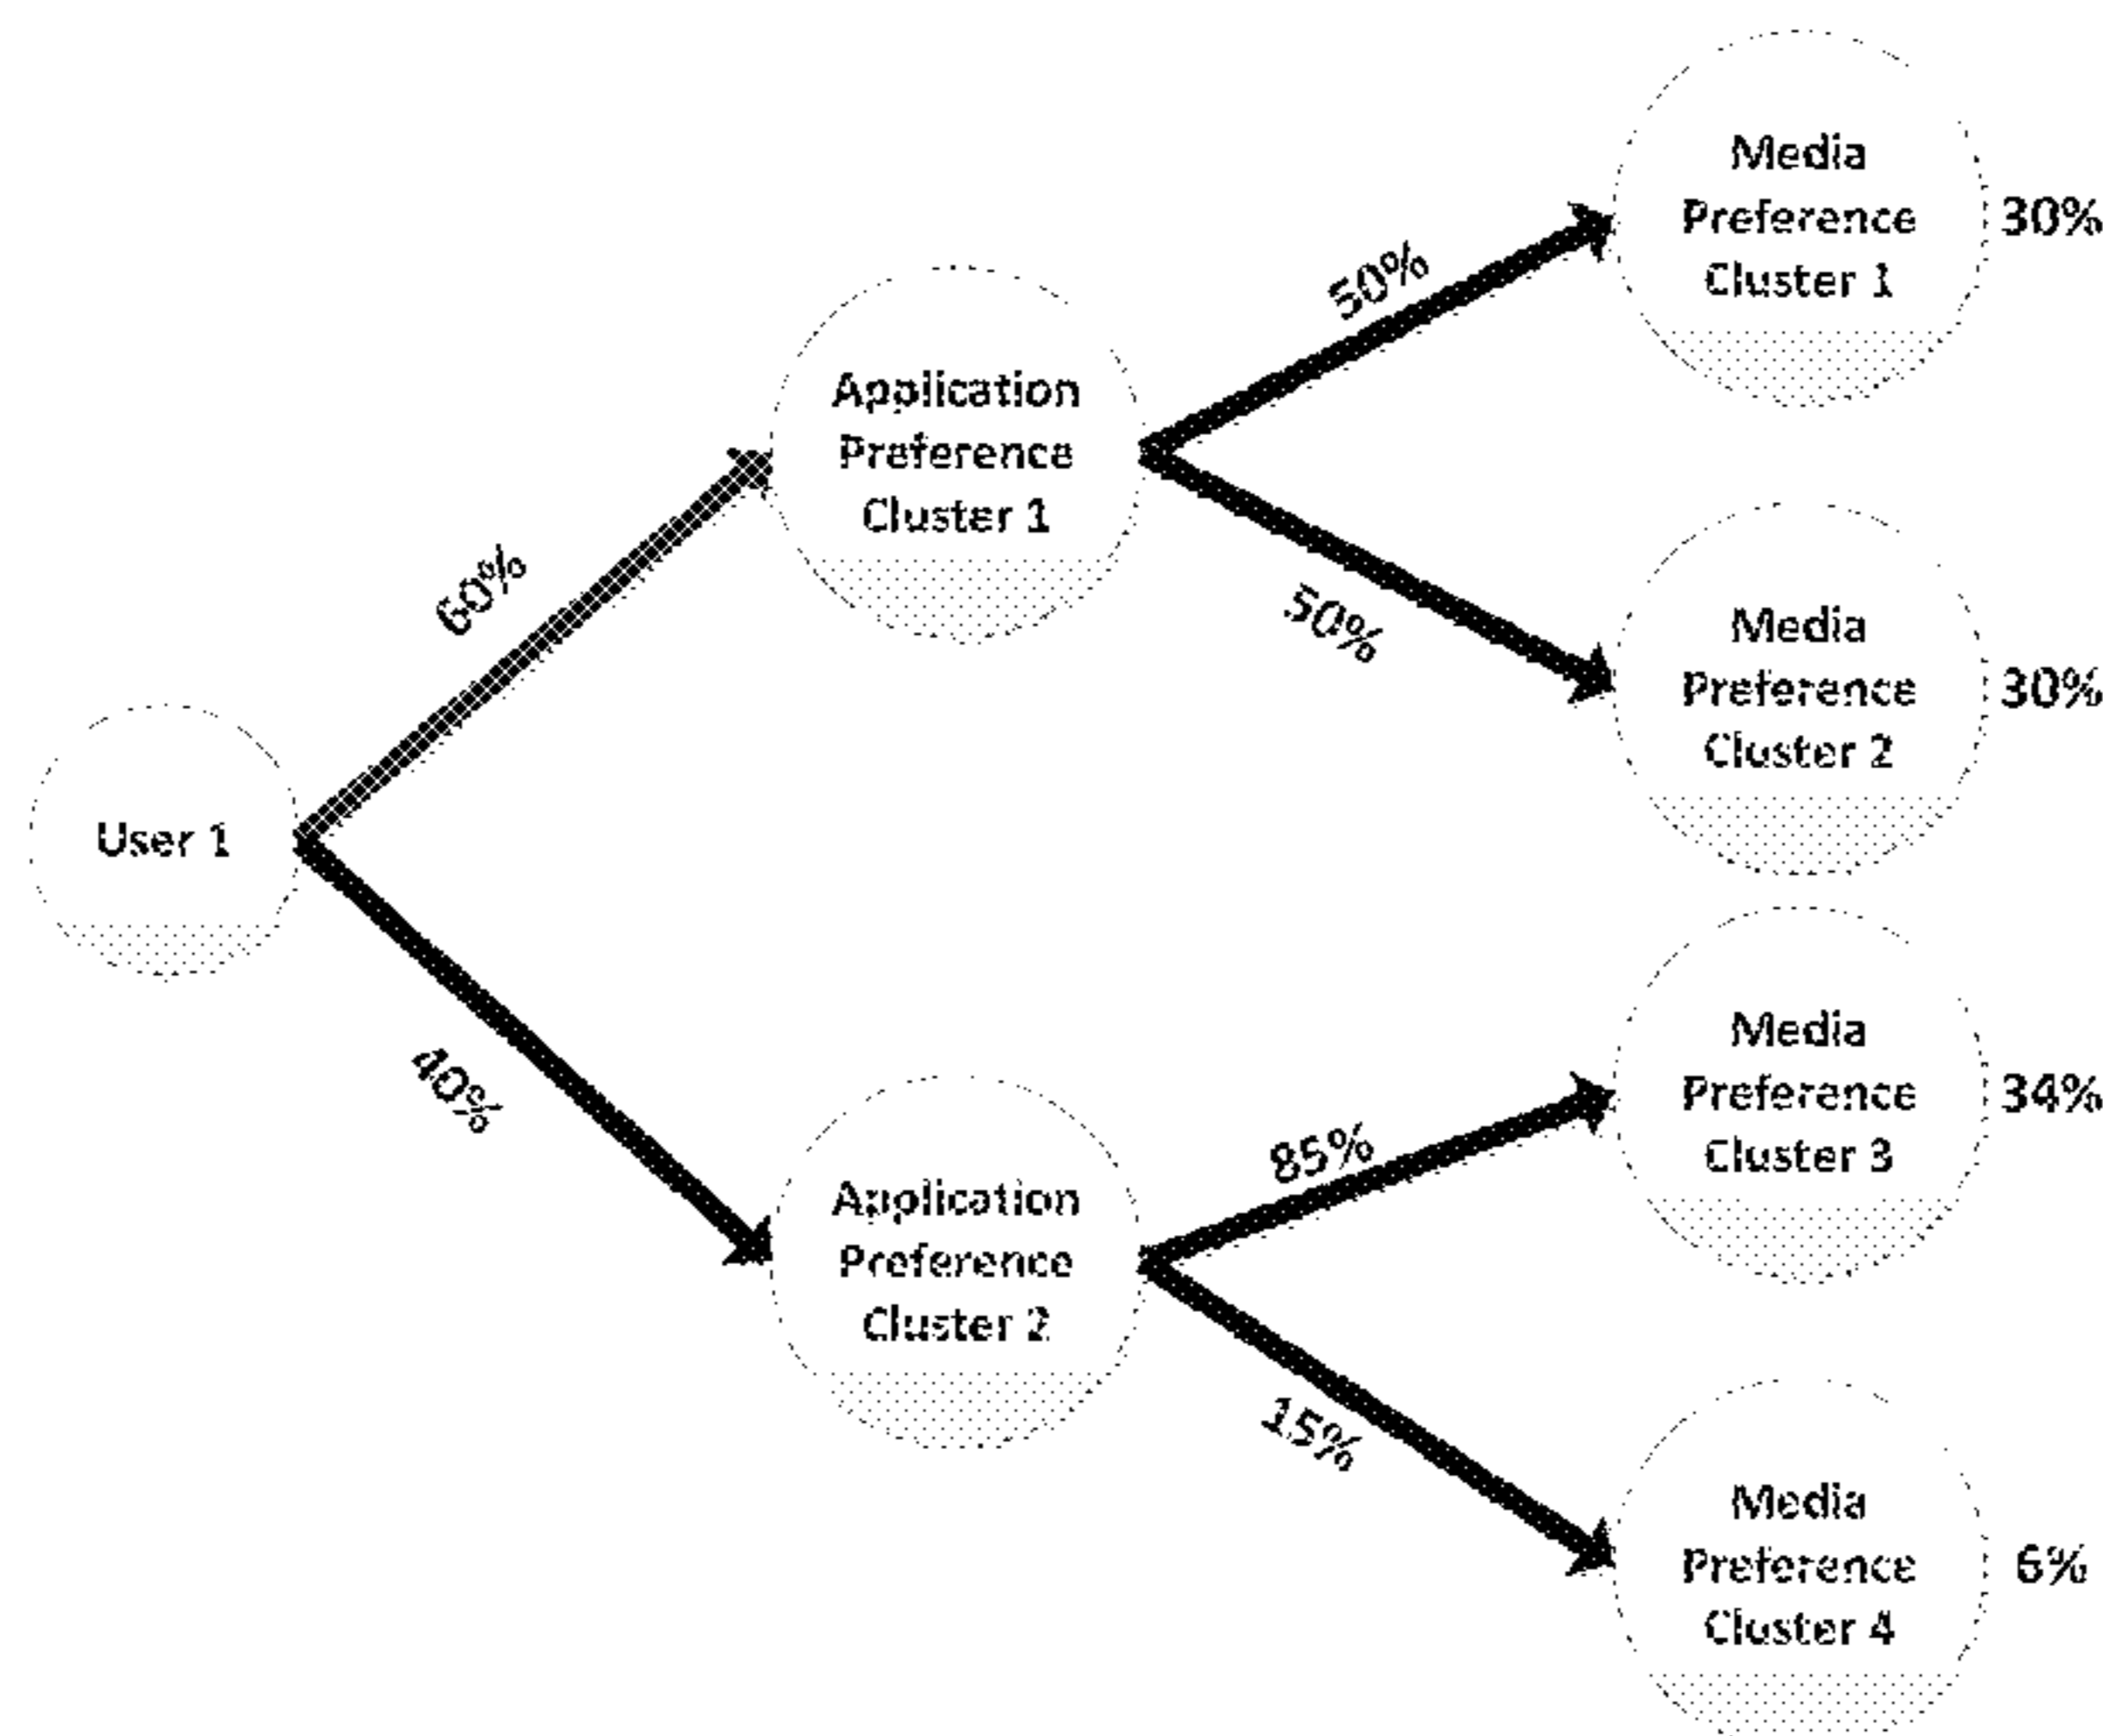 Media
Preference
Cluster 1
30%
50%
Application
Preference
Cluster 1
60%
50%
Media
Preference
Cluster 2
30%
User 1
40%
Media
Preference
Cluster 3
34%
85%
Application
Preference
Cluster 2
15%
Media
Preference
Cluster 4
6%